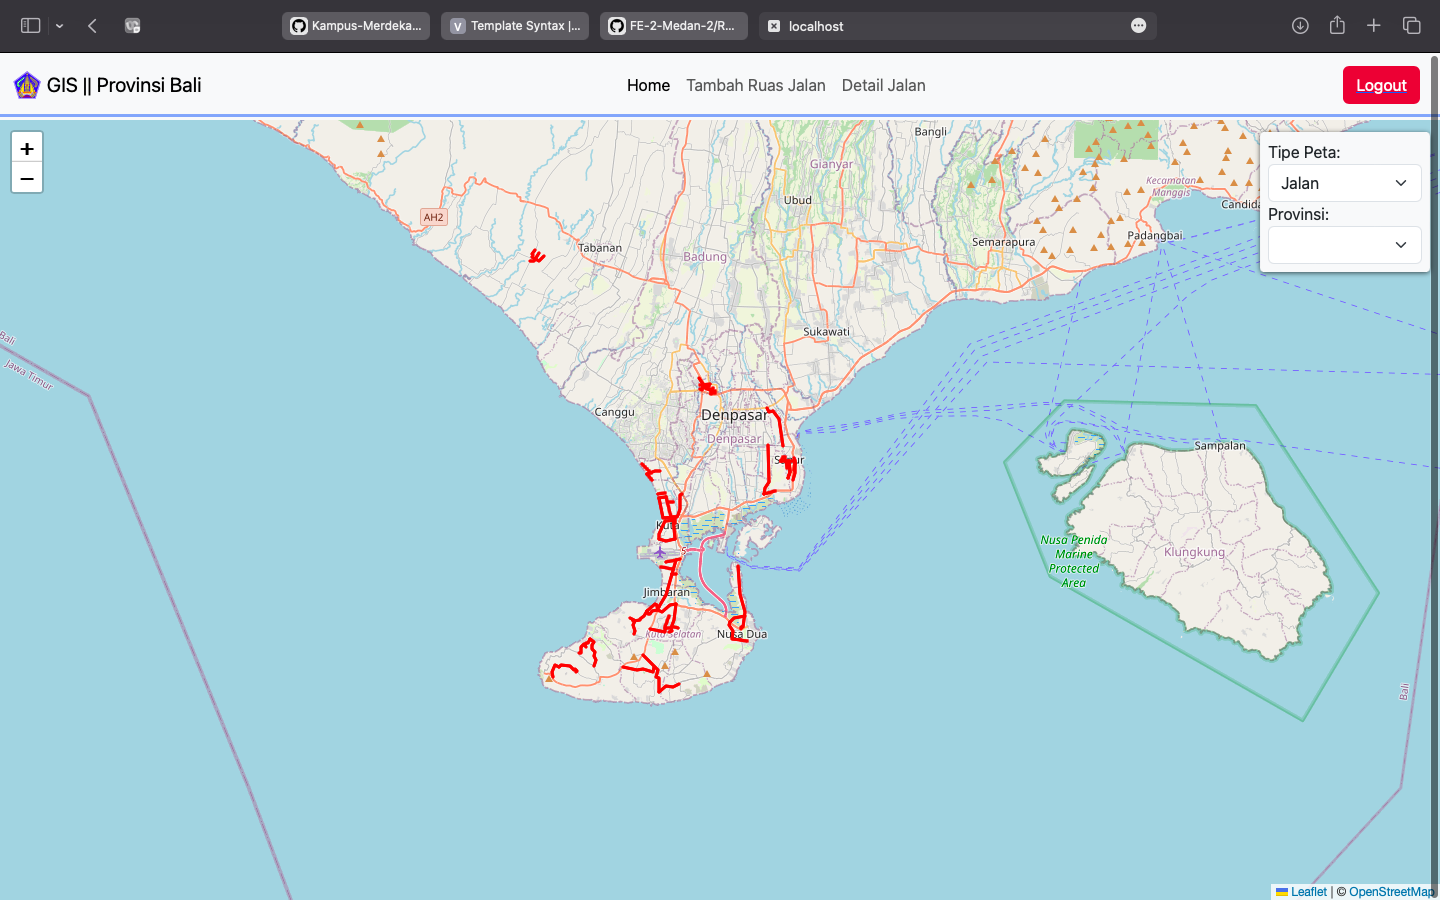 Kampus-Merdeka...
Template Syntax |...
FE-2-Medan-2/R...
localhost
GIS || Provinsi Bali
Home
Tambah Ruas Jalan
Detail Jalan
Logout
+
−
Tipe Peta:
Jalan
Provinsi:
Bangli
Gianyar
Ubud
Kecamatan
Manggis
Candida
AH2
Tabanan
Badung
Semarapura
Padangbai
Sukawati
Bali
Jawa Timur
Canggu
Denpasar
Denpasar
Sampalan
Kuta
Nusa Penida
Marine
Protected
Area
Klungkung
Jimbaran
Kuta Selatan
Nusa Dua
Bali
Leaflet | © OpenStreetMap